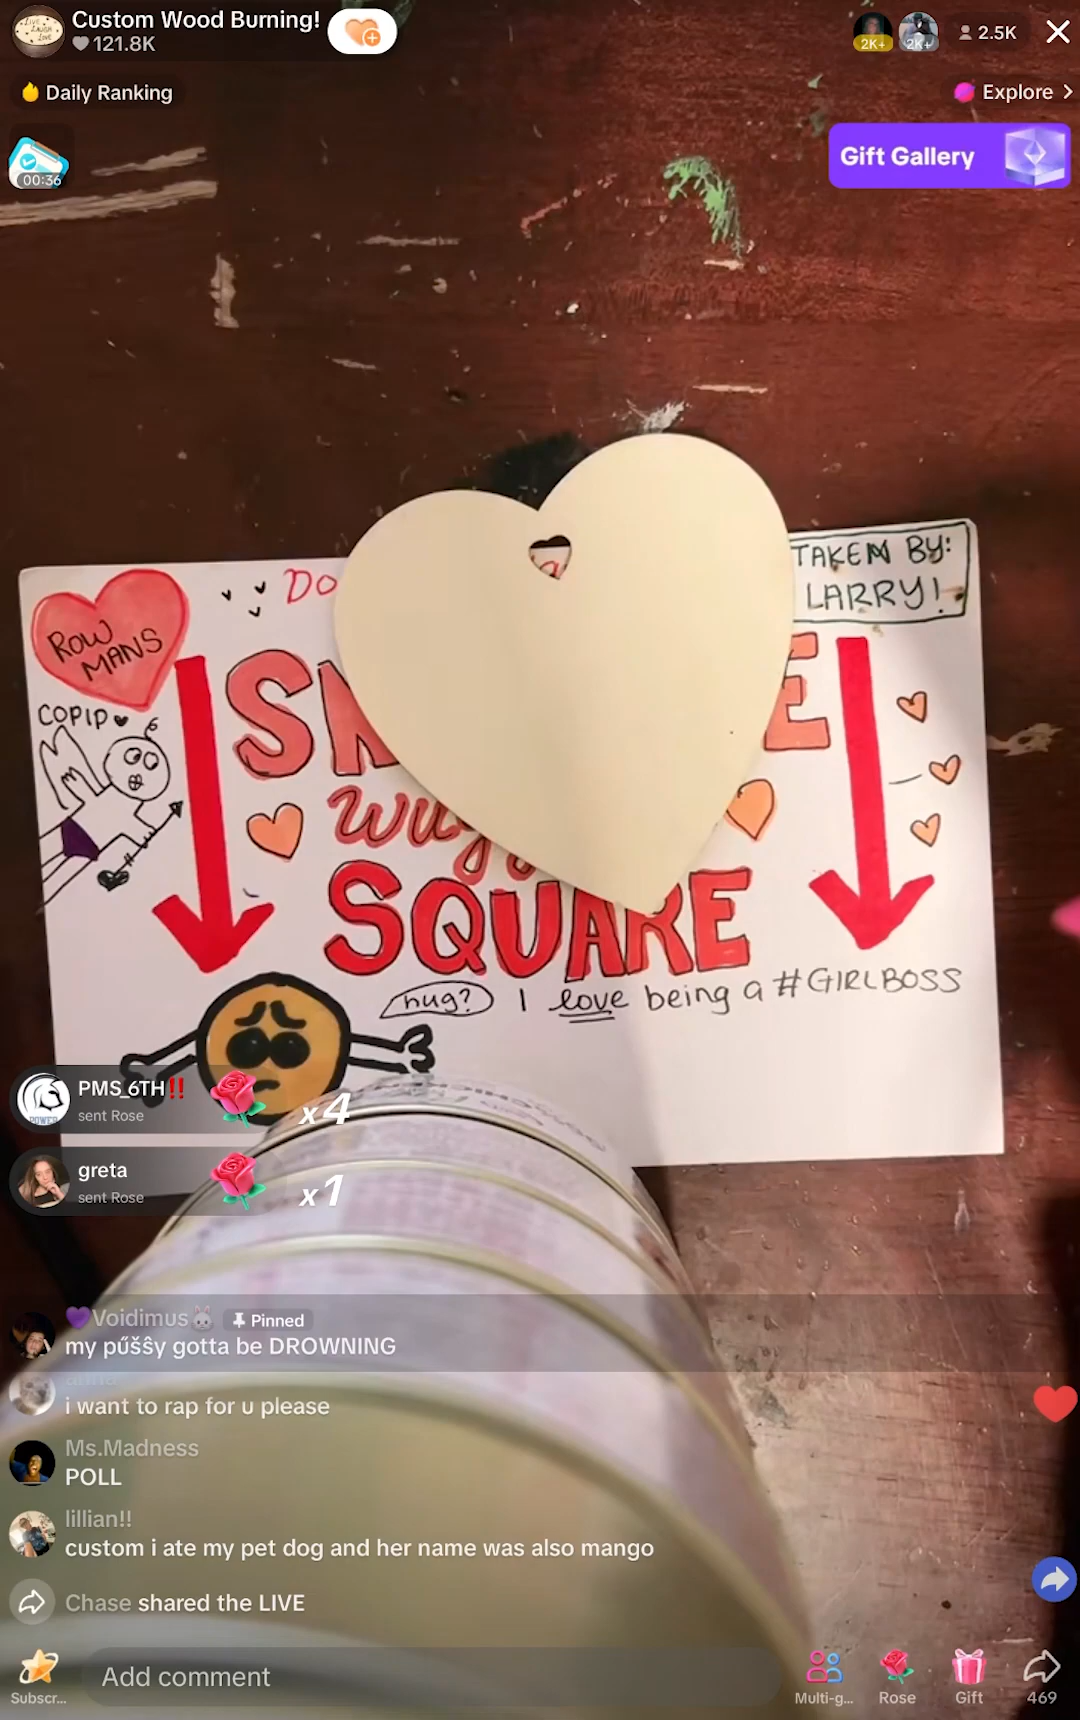 Custom Wood Burning!
121.8K
2K+
2K+
2.5K
Daily Ranking
Explore >
00:36
Gift Gallery
ROW
MANS
Do
TAKEN BY:
LARRY!
COPIP
SQUARE
hug? I love being a #GIRLBOSS
PMS_6TH!!
sent Rose
x4
greta
sent Rose
x1
Voidimus Pinned
my pűšŝy gotta be DROWNING
i want to rap for u please
Ms.Madness
POLL
lillian!!
custom i ate my pet dog and her name was also mango
Chase shared the LIVE
Subscr...
Add comment
Multi-g...
Rose
Gift
469